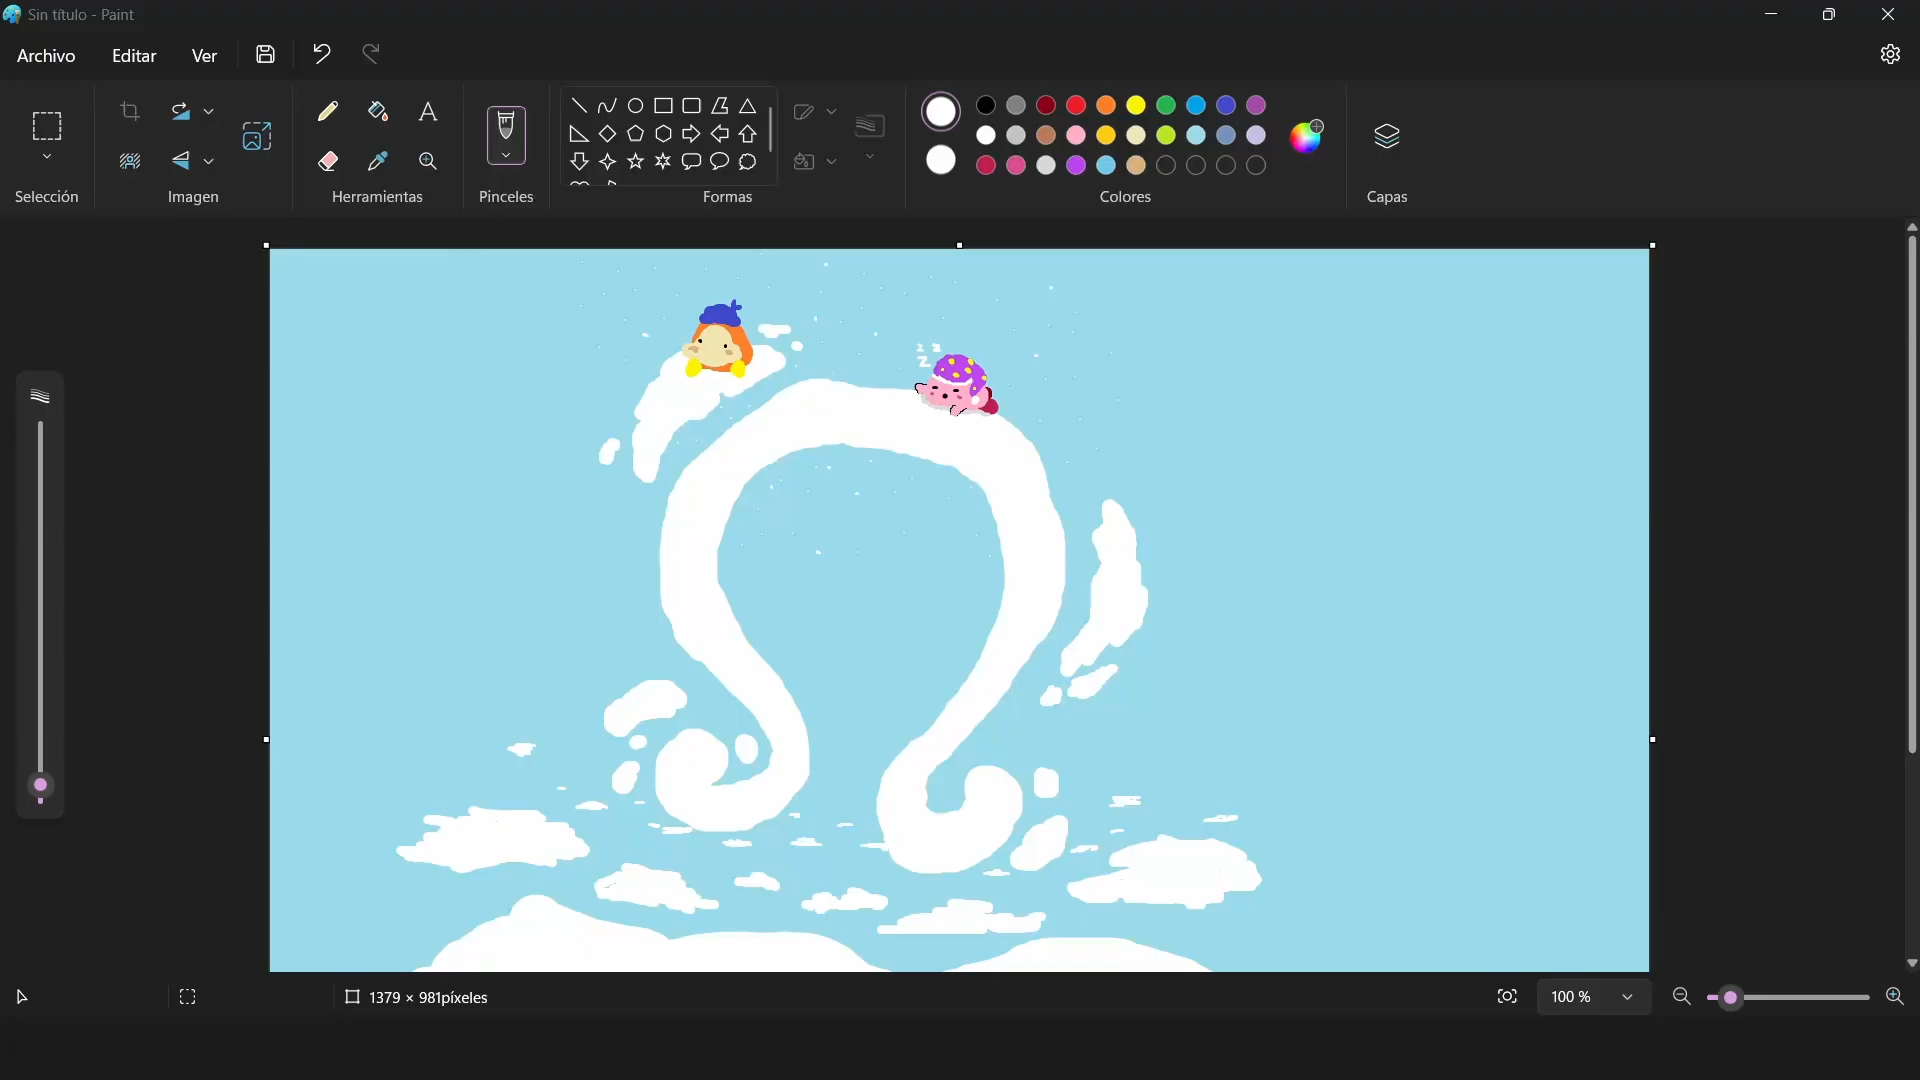 Sin título - Paint
Archivo Editar Ver
Selección Imagen Herramientas Pinceles Formas Colores Capas
z z
z
Ω
1379 × 981píxeles 100 %